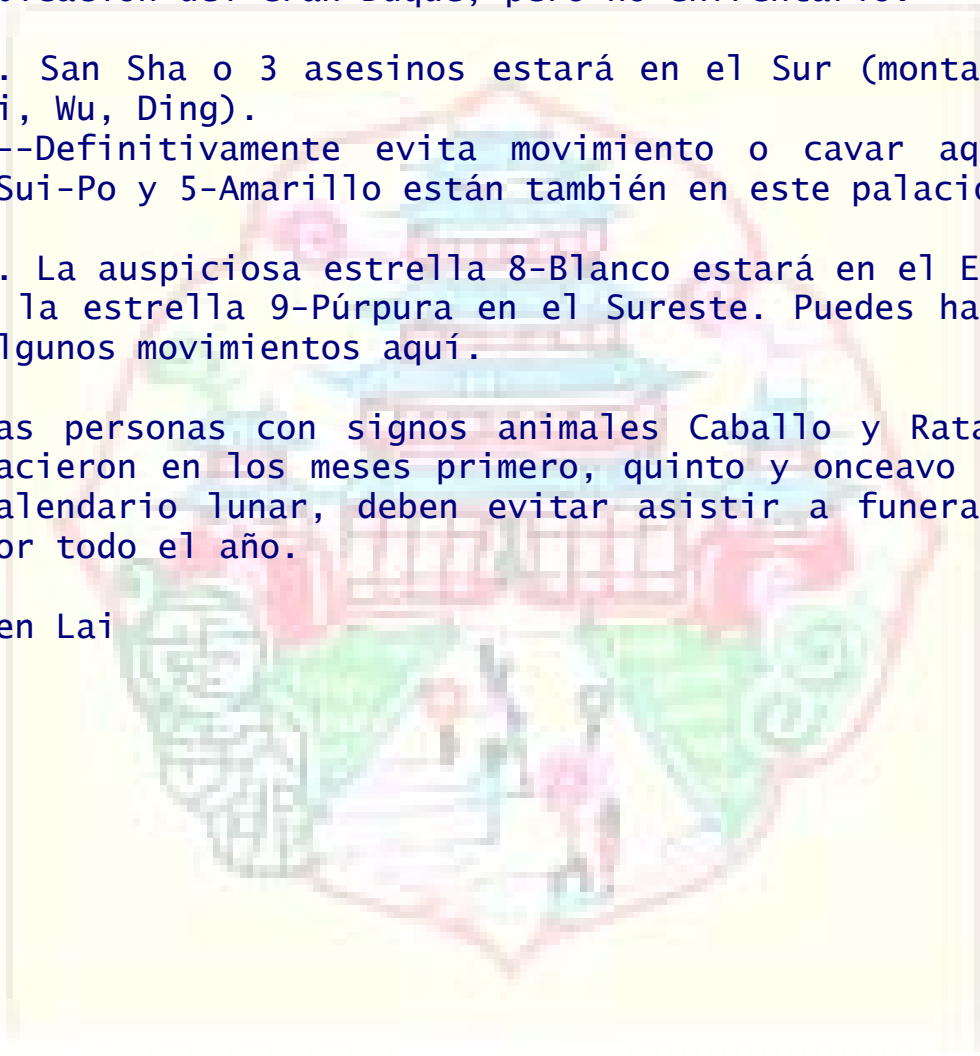 . San Sha o 3 asesinos estará en el Sur (monta
i, Wu, Ding).
--Definitivamente evita movimiento o cavar aq
Sui-Po y 5-Amarillo están también en este palacio
. La auspiciosa estrella 8-Blanco estará en el E
la estrella 9-Púrpura en el Sureste. Puedes ha
lgunos movimientos aquí.
as personas con signos animales Caballo y Rata
acieron en los meses primero, quinto y onceavo
alendario lunar, deben evitar asistir a funera
or todo el año.
en Lai